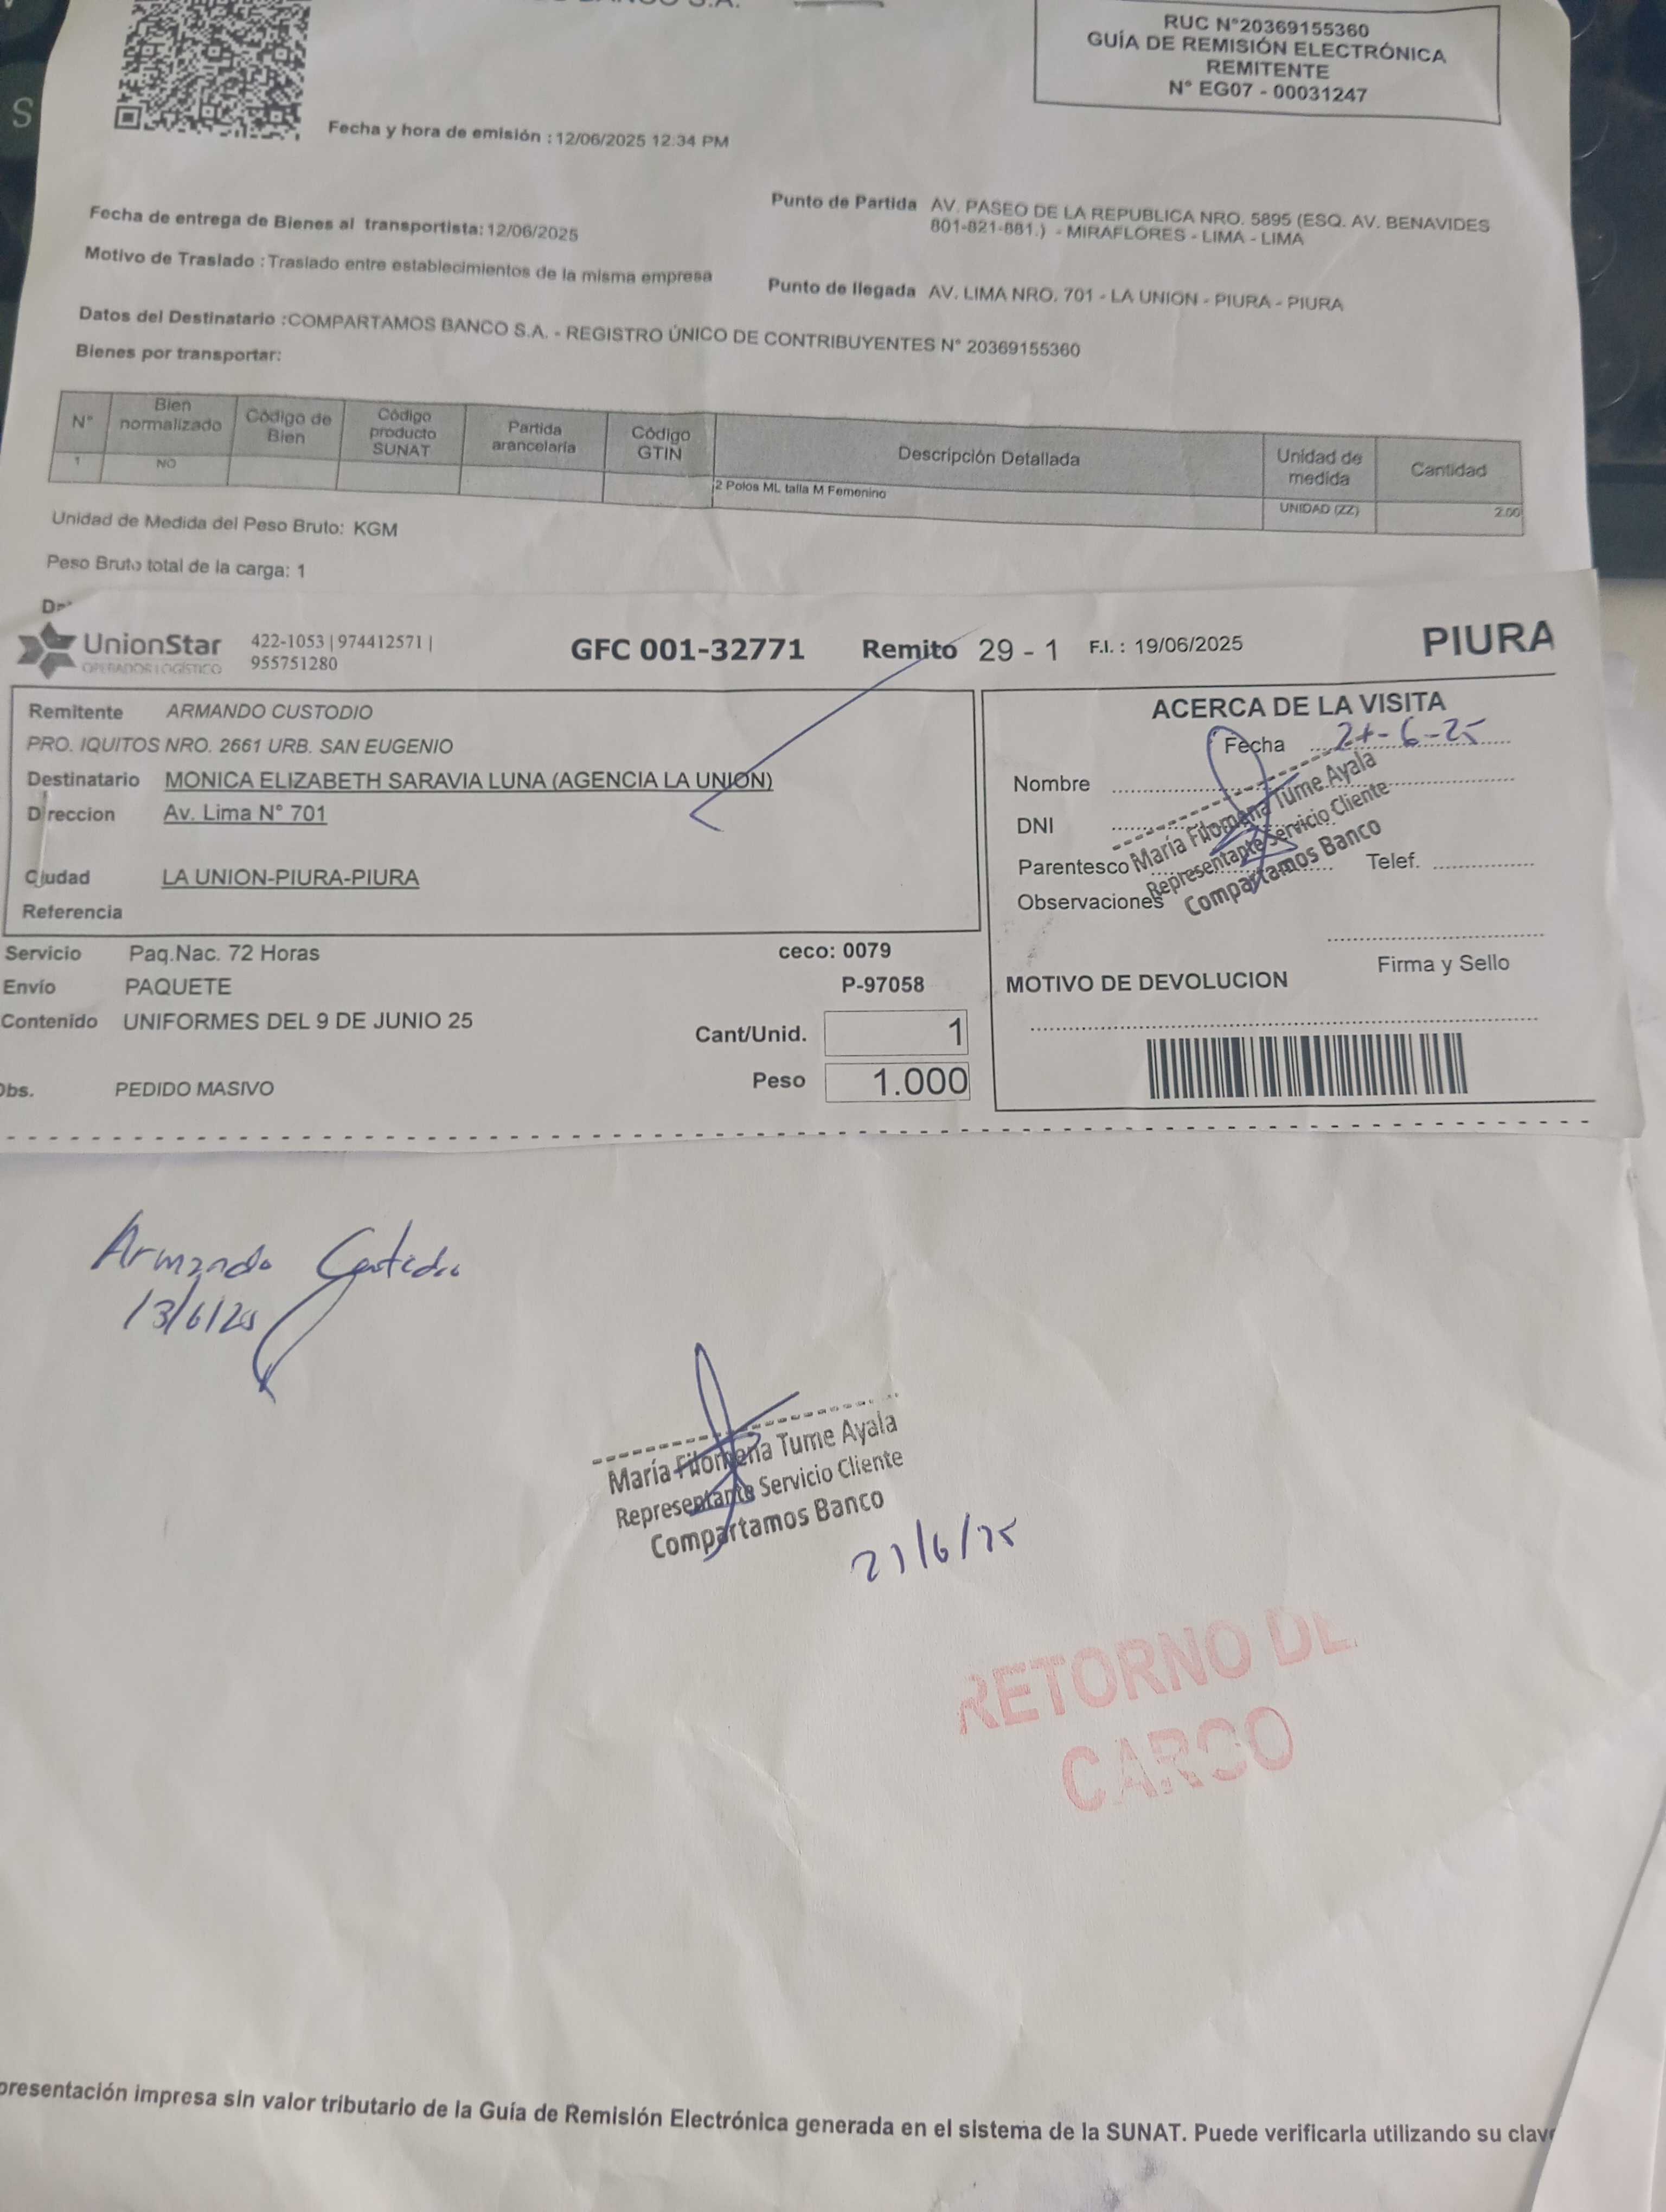 RUC N°20369155360
GUÍA DE REMISIÓN ELECTRÓNICA
REMITENTE
N° EG07 - 00031247
Fecha y hora de emisión : 12/06/2025 12:34 PM
Fecha de entrega de Bienes al transportista: 12/06/2025
Motivo de Traslado : Traslado entre establecimientos de la misma empresa
Punto de Partida AV. PASEO DE LA REPUBLICA NRO. 5895 (ESQ. AV. BENAVIDES
801-821-881.) - MIRAFLORES - LIMA - LIMA
Punto de llegada AV. LIMA NRO. 701 - LA UNION - PIURA - PIURA
Datos del Destinatario : COMPARTAMOS BANCO S.A. - REGISTRO ÚNICO DE CONTRIBUYENTES N° 20369155360
Bienes por transportar:
N° Bien normalizado Código de Bien Código producto SUNAT Partida arancelaria Código GTIN Descripción Detallada Unidad de medida Cantidad
1 NO 2 Polos ML talla M Femenino UNIDAD (ZZ) 2.00
Unidad de Medida del Peso Bruto: KGM
Peso Bruto total de la carga: 1
UnionStar
OPERADOR LOGÍSTICO
422-1053 | 974412571 |
955751280
GFC 001-32771 Remito 29 - 1 F.I. : 19/06/2025 PIURA
Remitente ARMANDO CUSTODIO
PRO. IQUITOS NRO. 2661 URB. SAN EUGENIO
Destinatario MONICA ELIZABETH SARAVIA LUNA (AGENCIA LA UNION)
Direccion Av. Lima N° 701
Ciudad LA UNION-PIURA-PIURA
Referencia
Servicio Paq.Nac. 72 Horas ceco: 0079
Envío PAQUETE P-97058
Contenido UNIFORMES DEL 9 DE JUNIO 25
Cant/Unid. 1
Peso 1.000
Obs. PEDIDO MASIVO
ACERCA DE LA VISITA
Fecha
Nombre
DNI
Parentesco
Telef.
Observaciones
María Filomena Tume Ayala
Representante Servicio Cliente
Compartamos Banco
Firma y Sello
MOTIVO DE DEVOLUCION
Armando Custodio
13/6/25
María Filomena Tume Ayala
Representante Servicio Cliente
Compartamos Banco
RETORNO DE
CARGO
presentación impresa sin valor tributario de la Guía de Remisión Electrónica generada en el sistema de la SUNAT. Puede verificarla utilizando su clave